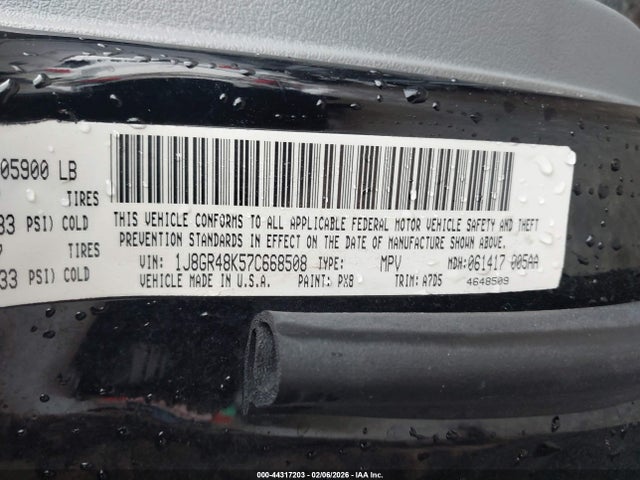 05900 LB
TIRES
33 PSI) COLD
TIRES
33 PSI) COLD
THIS VEHICLE CONFORMS TO ALL APPLICABLE FEDERAL MOTOR VEHICLE SAFETY AND THEFT
PREVENTION STANDARDS IN EFFECT ON THE DATE OF MANUFACTURE SHOWN ABOVE.
VIN: 1J8GR48K57C668508 TYPE: MPV MDH:061417 005AA
VEHICLE MADE IN U.S.A. PAINT: PXB TRIM: A7D5 4648509
000-44317203 - 02/06/2026 - IAA Inc.